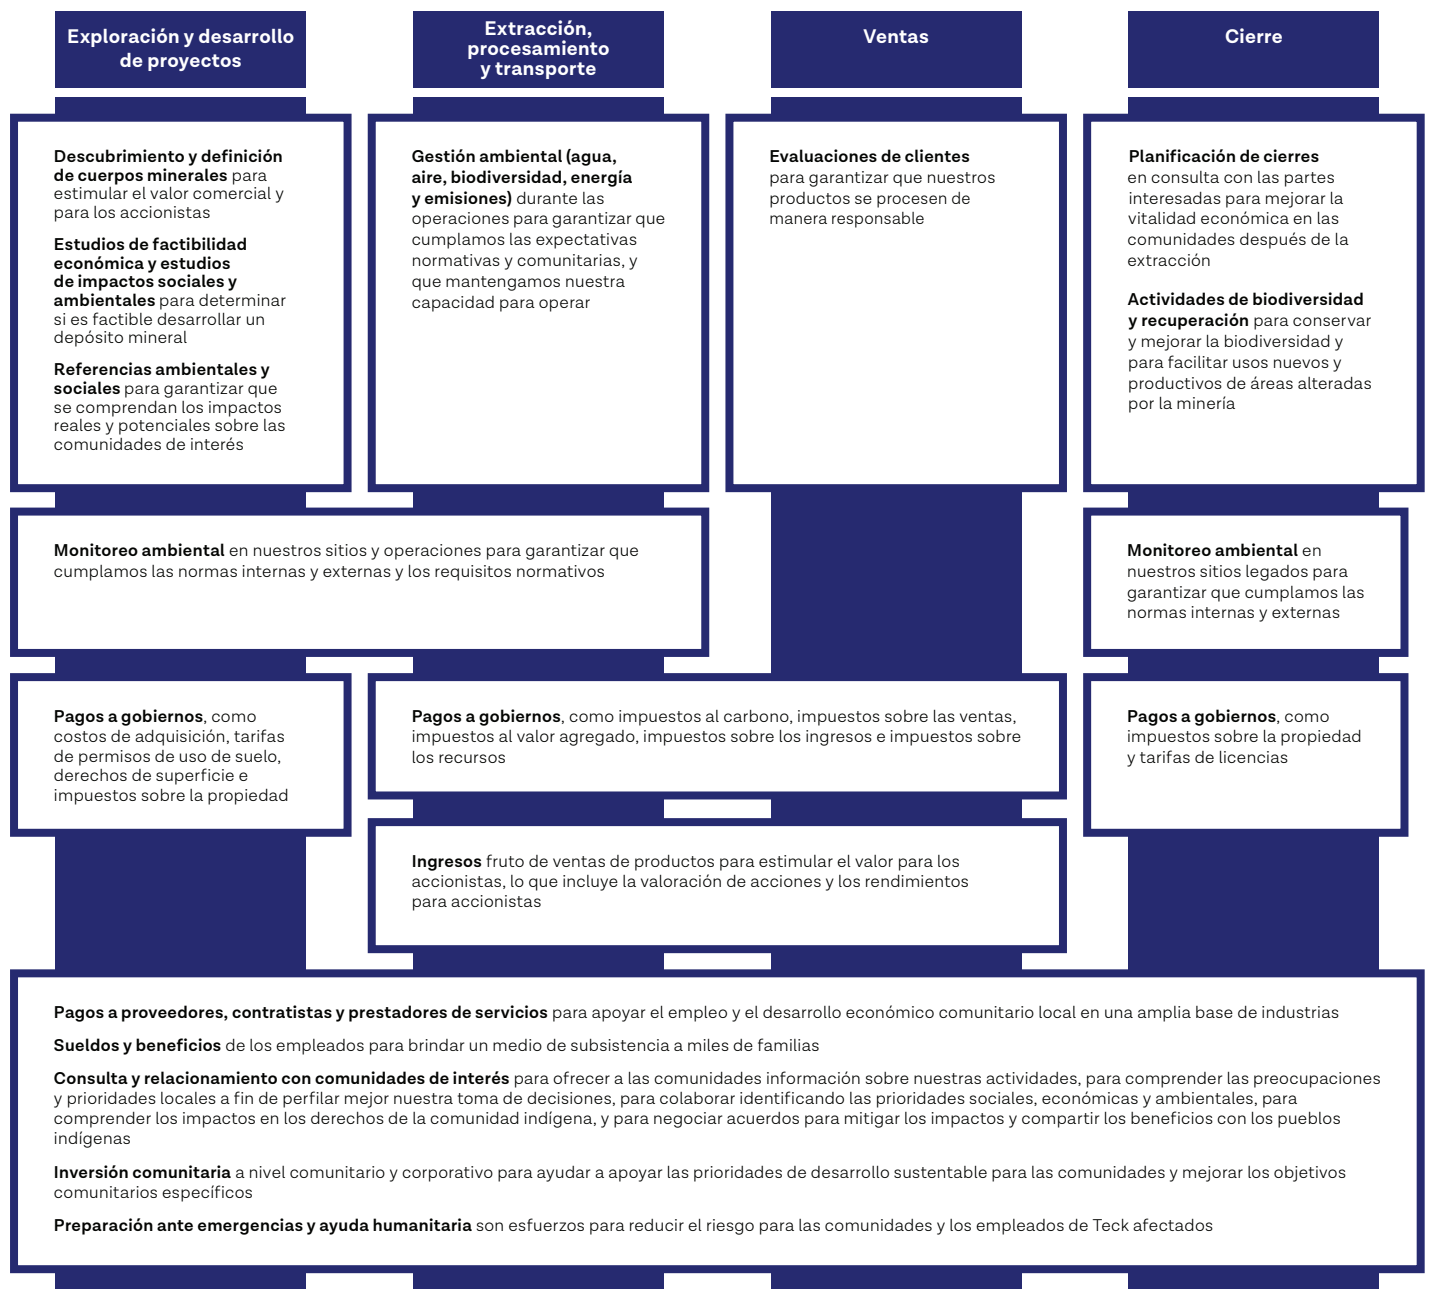 Exploración y desarrollo
de proyectos
Extracción,
procesamiento
y transporte
Ventas
Cierre
Descubrimiento y definición
de cuerpos minerales para
estimular el valor comercial y
para los accionistas
Estudios de factibilidad
económica y estudios
de impactos sociales y
ambientales para determinar
si es factible desarrollar un
depósito mineral
Referencias ambientales y
sociales para garantizar que
se comprendan los impactos
reales y potenciales sobre las
comunidades de interés
Gestión ambiental (agua,
aire, biodiversidad, energía
y emisiones) durante las
operaciones para garantizar que
cumplamos las expectativas
normativas y comunitarias, y
que mantengamos nuestra
capacidad para operar
Evaluaciones de clientes
para garantizar que nuestros
productos se procesen de
manera responsable
Planificación de cierres
en consulta con las partes
interesadas para mejorar la
vitalidad económica en las
comunidades después de la
extracción
Actividades de biodiversidad
y recuperación para conservar
y mejorar la biodiversidad y
para facilitar usos nuevos y
productivos de áreas alteradas
por la minería
Monitoreo ambiental en nuestros sitios y operaciones para garantizar que
cumplamos las normas internas y externas y los requisitos normativos
Monitoreo ambiental en
nuestros sitios legados para
garantizar que cumplamos las
normas internas y externas
Pagos a gobiernos, como
costos de adquisición, tarifas
de permisos de uso de suelo,
derechos de superficie e
impuestos sobre la propiedad
Pagos a gobiernos, como impuestos al carbono, impuestos sobre las ventas,
impuestos al valor agregado, impuestos sobre los ingresos e impuestos sobre
los recursos
Pagos a gobiernos, como
impuestos sobre la propiedad
y tarifas de licencias
Ingresos fruto de ventas de productos para estimular el valor para los
accionistas, lo que incluye la valoración de acciones y los rendimientos
para accionistas
Pagos a proveedores, contratistas y prestadores de servicios para apoyar el empleo y el desarrollo económico comunitario local en una amplia base de industrias
Sueldos y beneficios de los empleados para brindar un medio de subsistencia a miles de familias
Consulta y relacionamiento con comunidades de interés para ofrecer a las comunidades información sobre nuestras actividades, para comprender las preocupaciones
y prioridades locales a fin de perfilar mejor nuestra toma de decisiones, para colaborar identificando las prioridades sociales, económicas y ambientales, para
comprender los impactos en los derechos de la comunidad indígena, y para negociar acuerdos para mitigar los impactos y compartir los beneficios con los pueblos
indígenas
Inversión comunitaria a nivel comunitario y corporativo para ayudar a apoyar las prioridades de desarrollo sustentable para las comunidades y mejorar los objetivos
comunitarios específicos
Preparación ante emergencias y ayuda humanitaria son esfuerzos para reducir el riesgo para las comunidades y los empleados de Teck afectados